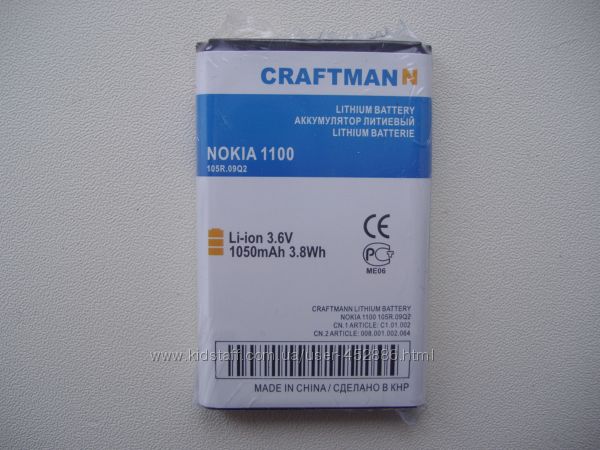 CRAFTMANN
LITHIUM BATTERY
АККУМУЛЯТОР ЛИТИЕВЫЙ
LITHIUM BATTERIE
NOKIA 1100
105R.09Q2
Li-ion 3.6V
1050mAh 3.8Wh
CE
РСТ
ME06
CRAFTMANN LITHIUM BATTERY
NOKIA 1100 105R.09Q2
CN.1 ARTICLE: C1.01.002
CN.2 ARTICLE: 008.001.002.064
www.kidstaff.com.ua/user-452886.html
MADE IN CHINA / СДЕЛАНО В КНР